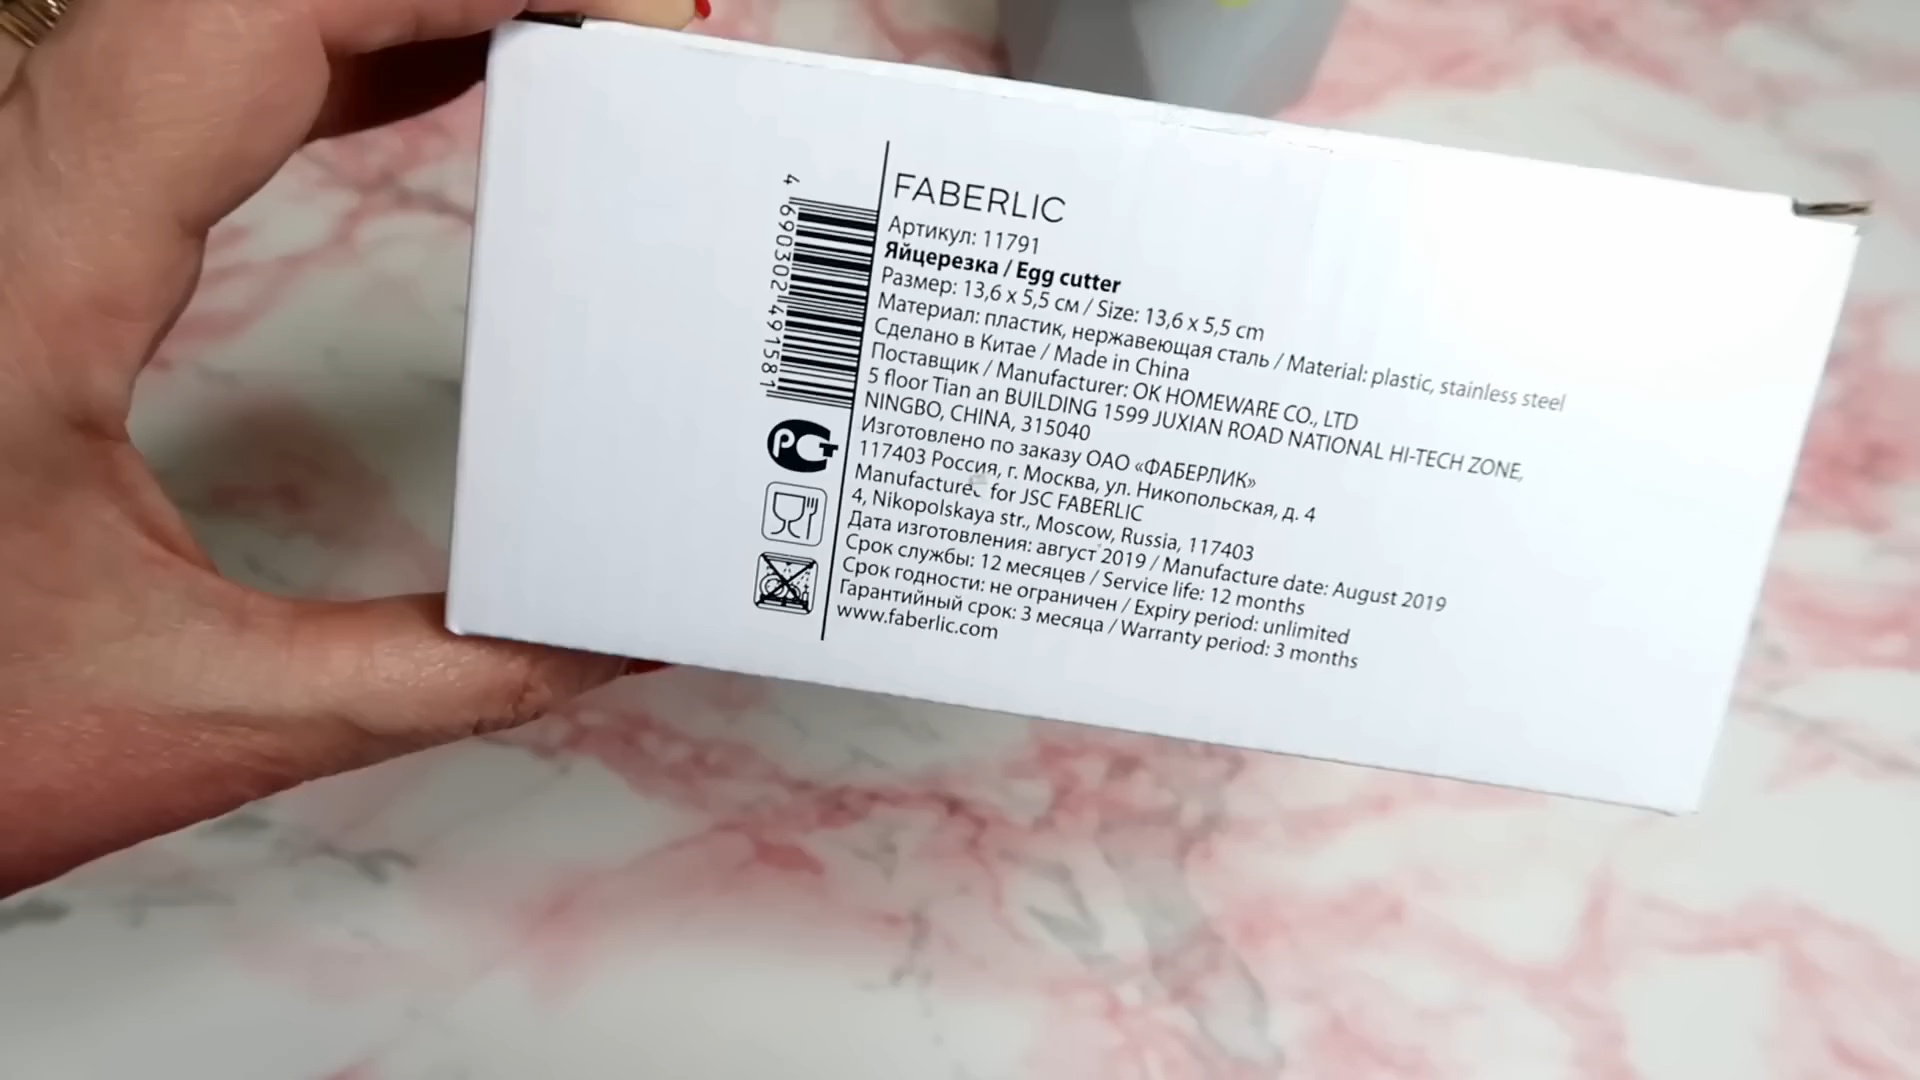 FABERLIC
Артикул: 11791
Яйцерезка / Egg cutter
Размер: 13,6 x 5,5 см / Size: 13,6 x 5,5 cm
Материал: пластик, нержавеющая сталь / Material: plastic, stainless steel
Сделано в Китае / Made in China
Поставщик / Manufacturer: OK HOMEWARE CO., LTD
5 floor Tian an BUILDING 1599 JUXIAN ROAD NATIONAL HI-TECH ZONE,
NINGBO, CHINA, 315040
Изготовлено по заказу ОАО «ФАБЕРЛИК»
117403 Россия, г. Москва, ул. Никопольская, д. 4
Manufactured for JSC FABERLIC
4, Nikopolskaya str., Moscow, Russia, 117403
Дата изготовления: август 2019 / Manufacture date: August 2019
Срок службы: 12 месяцев / Service life: 12 months
Срок годности: не ограничен / Expiry period: unlimited
Гарантийный срок: 3 месяца / Warranty period: 3 months
www.faberlic.com
4 690302 491581
РСТ